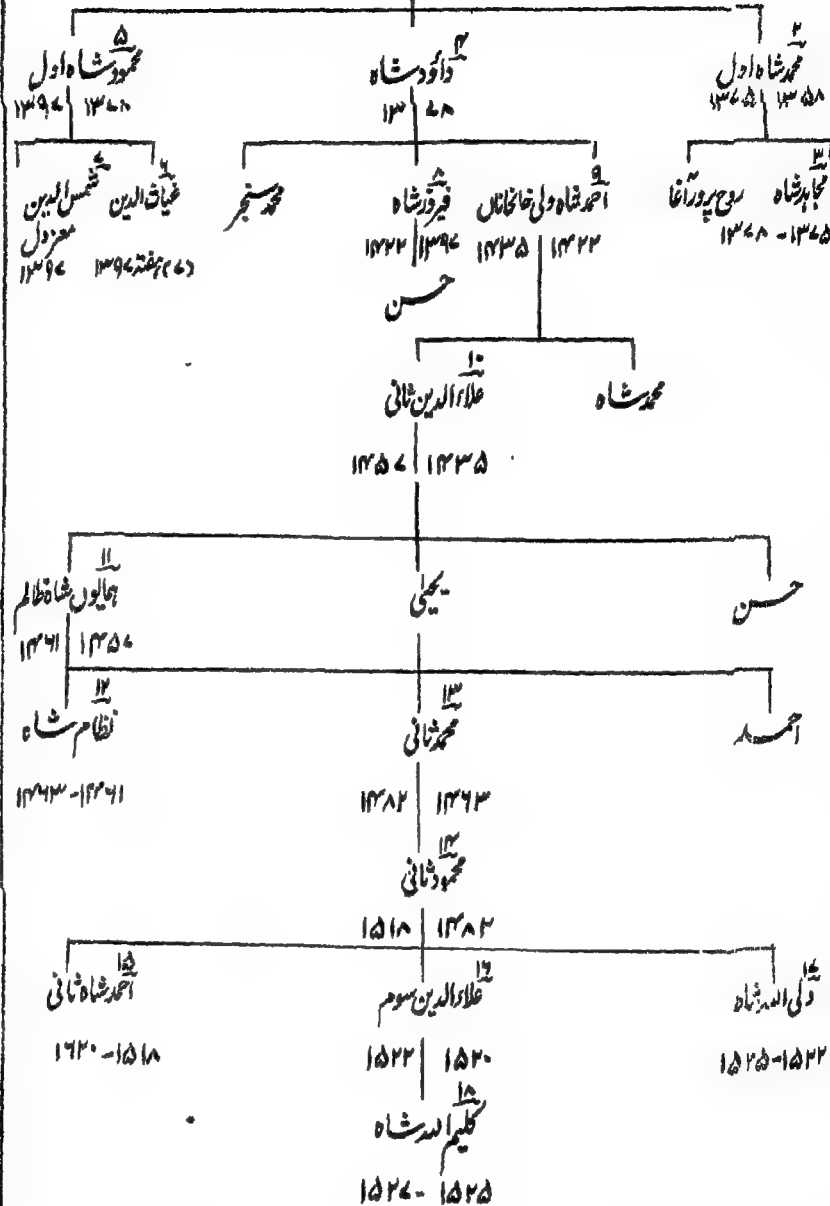 ۲ ۴ ۵
محمد شاہ اول داؤد شاہ محمود شاہ اول
۱۳۵۸ ۱۳۷۵ ۱۳۷۸ ۱۳۷۸ ۱۳۹۷
۳ ۹ ۸ ۶ ۷
مجاہد شاہ روح پرور آغا احمد شاہ ولی خانخاناں فیروز شاہ محمد سنجر غیاث الدین شمس الدین
معزول
۱۳۷۵ - ۱۳۷۸ ۱۴۲۲ ۱۴۳۵ ۱۳۹۷ ۱۴۲۲ ہفتہ ۱۳۹۷ ۱۳۹۷
حسن
۱۰
محمد شاہ علاء الدین ثانی
۱۴۳۵ ۱۴۵۷
۱۱
حسن یحییٰ ہمایوں شاہ ظالم
۱۴۵۷ ۱۴۶۱
۱۳ ۱۲
احمد محمد ثانی نظام شاہ
۱۴۶۳ ۱۴۸۲ ۱۴۶۱-۱۴۶۳
۱۴
محمود ثانی
۱۴۸۲ ۱۵۱۸
۱۷ ۱۶ ۱۵
ولی اللہ شاہ علاء الدین سوم احمد شاہ ثانی
۱۵۲۲-۱۵۲۵ ۱۵۲۰ ۱۵۲۲ ۱۵۱۸-۱۶۲۰
۱۸
کلیم اللہ شاہ
۱۵۲۵ - ۱۵۲۷